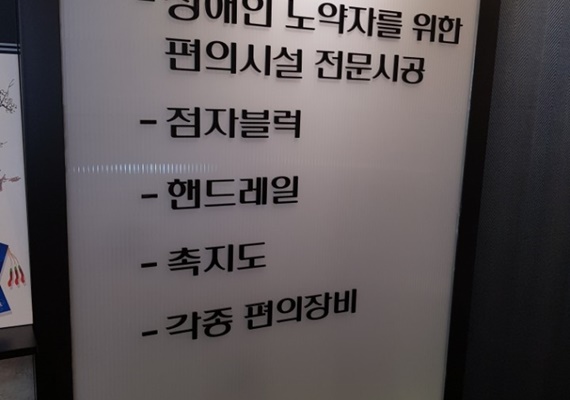 - 장애인 노약자를 위한
편의시설 전문시공
- 점자블럭
- 핸드레일
- 촉지도
- 각종 편의장비